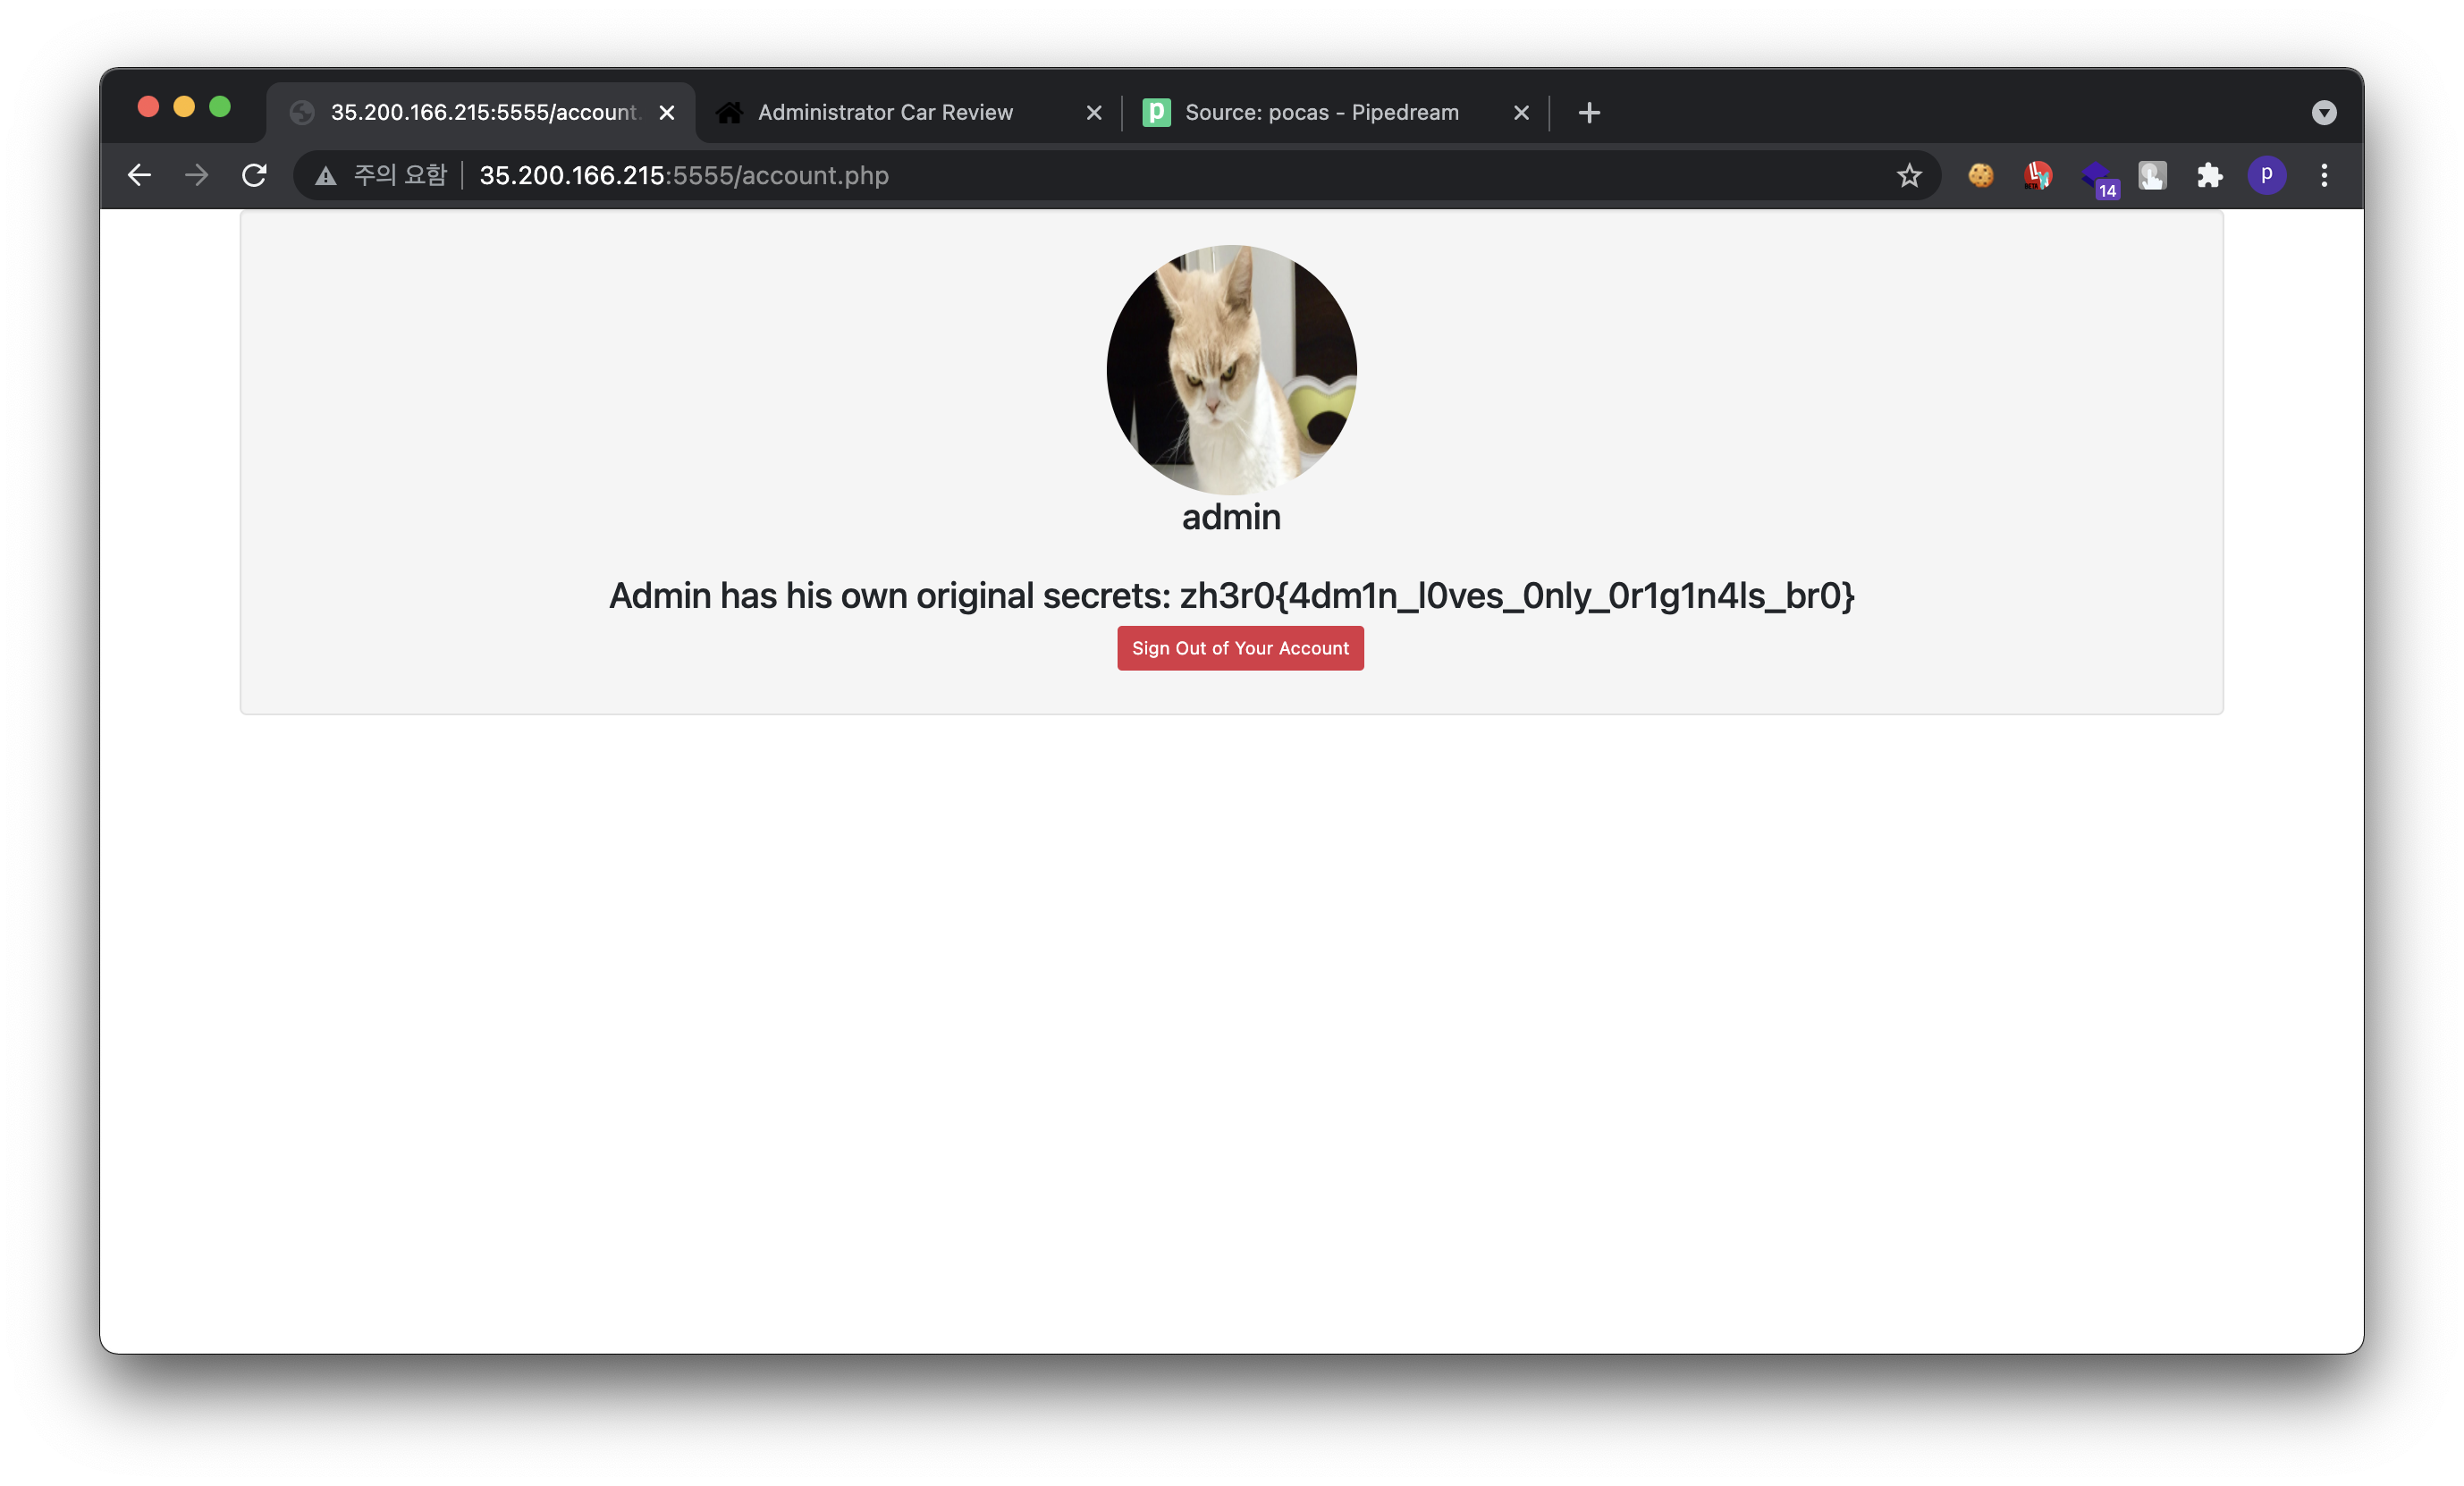 35.200.166.215:5555/account.
Administrator Car Review
p
Source: pocas - Pipedream
주의 요함
35.200.166.215:5555/account.php
BETA
14
p
admin
Admin has his own original secrets: zh3r0{4dm1n_l0ves_0nly_0r1g1n4ls_br0}
Sign Out of Your Account